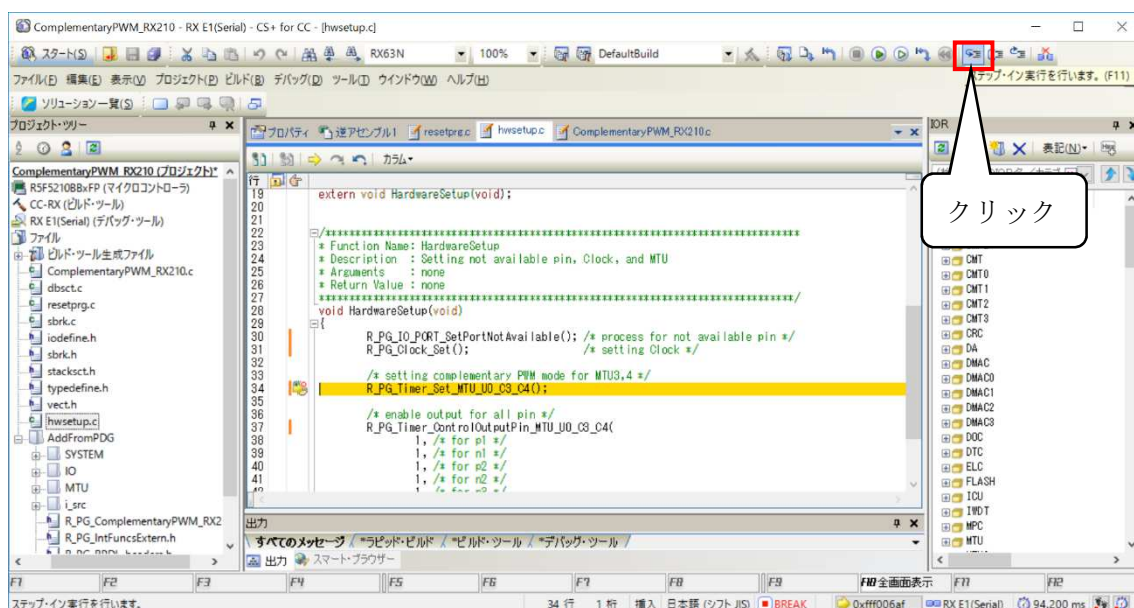 ComplementaryPWM_RX210 - RX E1(Serial) - CS+ for CC - [hwsetup.c]
スタート(S) RX63N 100% DefaultBuild
ファイル(F) 編集(E) 表示(V) プロジェクト(P) ビルド(B) デバッグ(D) ツール(T) ウインドウ(W) ヘルプ(H)
ステップ・イン実行を行います。(F11)
ソリューション一覧(S)
プロジェクト・ツリー
ComplementaryPWM_RX210 (プロジェクト)*
R5F5210BBxFP (マイクロコントローラ)
CC-RX (ビルド・ツール)
RX E1(Serial) (デバッグ・ツール)
ファイル
ビルド・ツール生成ファイル
ComplementaryPWM_RX210.c
dbsct.c
resetprg.c
sbrk.c
iodefine.h
sbrk.h
stacksct.h
typedefine.h
vect.h
hwsetup.c
AddFromPDG
SYSTEM
IO
MTU
i_src
R_PG_ComplementaryPWM_RX2
R_PG_IntFuncsExtern.h
プロパティ 逆アセンブル1 resetprg.c hwsetup.c ComplementaryPWM_RX210.c
カラム
行
19 extern void HardwareSetup(void);
20
21
22 /***********************************************************************
23 * Function Name: HardwareSetup
24 * Description : Setting not available pin, Clock, and MTU
25 * Arguments : none
26 * Return Value : none
27 ***********************************************************************/
28 void HardwareSetup(void)
29 {
30 R_PG_IO_PORT_SetPortNotAvailable(); /* process for not available pin */
31 R_PG_Clock_Set(); /* setting Clock */
32
33 /* setting complementary PWM mode for MTU3,4 */
34 R_PG_Timer_Set_MTU_U0_C3_C4();
35
36 /* enable output for all pin */
37 R_PG_Timer_ControlOutputPin_MTU_U0_C3_C4(
38 1, /* for p1 */
39 1, /* for n1 */
40 1, /* for p2 */
41 1, /* for n2 */
出力
すべてのメッセージ *ラピッド・ビルド *ビルド・ツール *デバッグ・ツール
出力 スマート・ブラウザー
IOR
表記(N)
クリック
CMT
CMT0
CMT1
CMT2
CMT3
CRC
DA
DMAC
DMAC0
DMAC1
DMAC2
DMAC3
DOC
DTC
ELC
FLASH
ICU
IWDT
MPC
MTU
F1 F2 F3 F4 F5 F6 F7 F8 F9 F10 全画面表示 F11 F12
ステップ・イン実行を行います。 34 行 1 桁 挿入 日本語 (シフト JIS) BREAK 0xfff006af RX E1(Serial) 94.200 ms